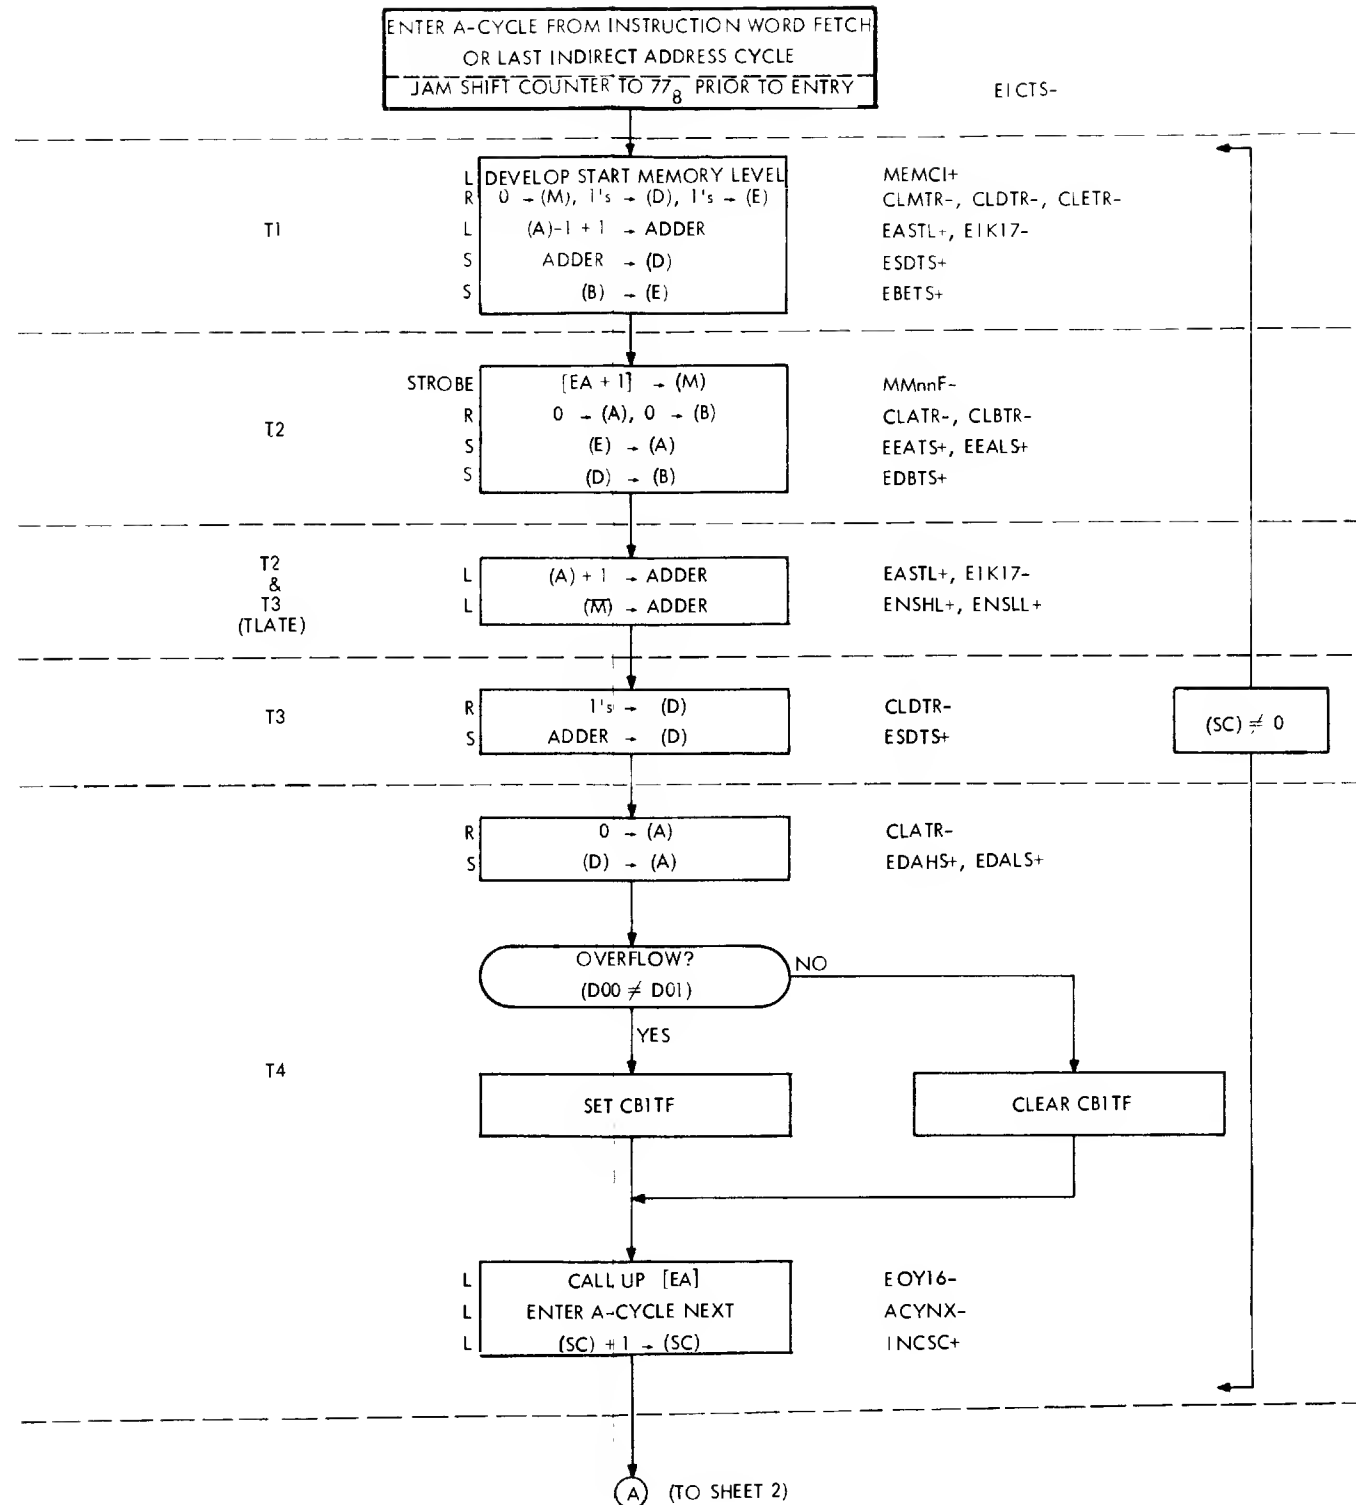 ENTER A-CYCLE FROM INSTRUCTION WORD FETCH
OR LAST INDIRECT ADDRESS CYCLE
JAM SHIFT COUNTER TO 77₈ PRIOR TO ENTRY EICTS-
L DEVELOP START MEMORY LEVEL MEMCI+
R 0 → (M), 1's → (D), 1's → (E) CLMTR-, CLDTR-, CLETR-
T1 L (A)-1 + 1 → ADDER EASTL+, E1K17-
S ADDER → (D) ESDTS+
S (B) → (E) EBETS+
STROBE [EA + 1] → (M) MMnnF-
R 0 → (A), 0 → (B) CLATR-, CLBTR-
T2
S (E) → (A) EEATS+, EEALS+
S (D) → (B) EDBTS+
T2
&
T3
(TLATE)
L (A) + 1 → ADDER EASTL+, E1K17-
L (M̅) → ADDER ENSHL+, ENSLL+
T3
R 1's → (D) CLDTR-
S ADDER → (D) ESDTS+
(SC) ≠ 0
R 0 → (A) CLATR-
S (D) → (A) EDAHS+, EDALS+
OVERFLOW?
(D00 ≠ D01)
NO
YES
T4
SET CB1TF
CLEAR CB1TF
L CALL UP [EA] EOY16-
L ENTER A-CYCLE NEXT ACYNX-
L (SC) + 1 → (SC) INCSC+
A (TO SHEET 2)